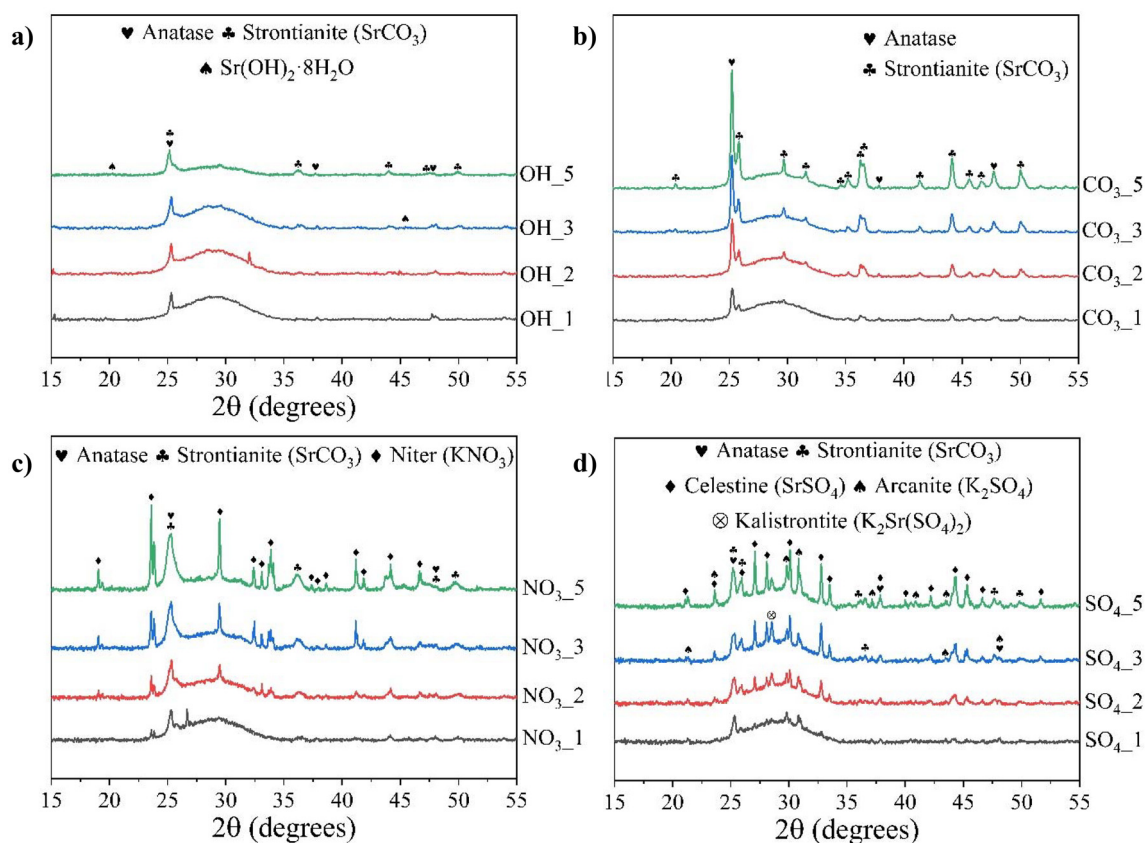 a)
♥ Anatase ♣ Strontianite (SrCO₃)
♠ Sr(OH)₂·8H₂O
OH_5
OH_3
OH_2
OH_1
15 20 25 30 35 40 45 50 55
2θ (degrees)
b)
♥ Anatase
♣ Strontianite (SrCO₃)
CO₃_5
CO₃_3
CO₃_2
CO₃_1
15 20 25 30 35 40 45 50 55
2θ (degrees)
c)
♥ Anatase ♣ Strontianite (SrCO₃) ♦ Niter (KNO₃)
NO₃_5
NO₃_3
NO₃_2
NO₃_1
15 20 25 30 35 40 45 50 55
2θ (degrees)
d)
♥ Anatase ♣ Strontianite (SrCO₃)
♦ Celestine (SrSO₄) ♠ Arcanite (K₂SO₄)
⊗ Kalistrontite (K₂Sr(SO₄)₂)
SO₄_5
SO₄_3
SO₄_2
SO₄_1
15 20 25 30 35 40 45 50 55
2θ (degrees)